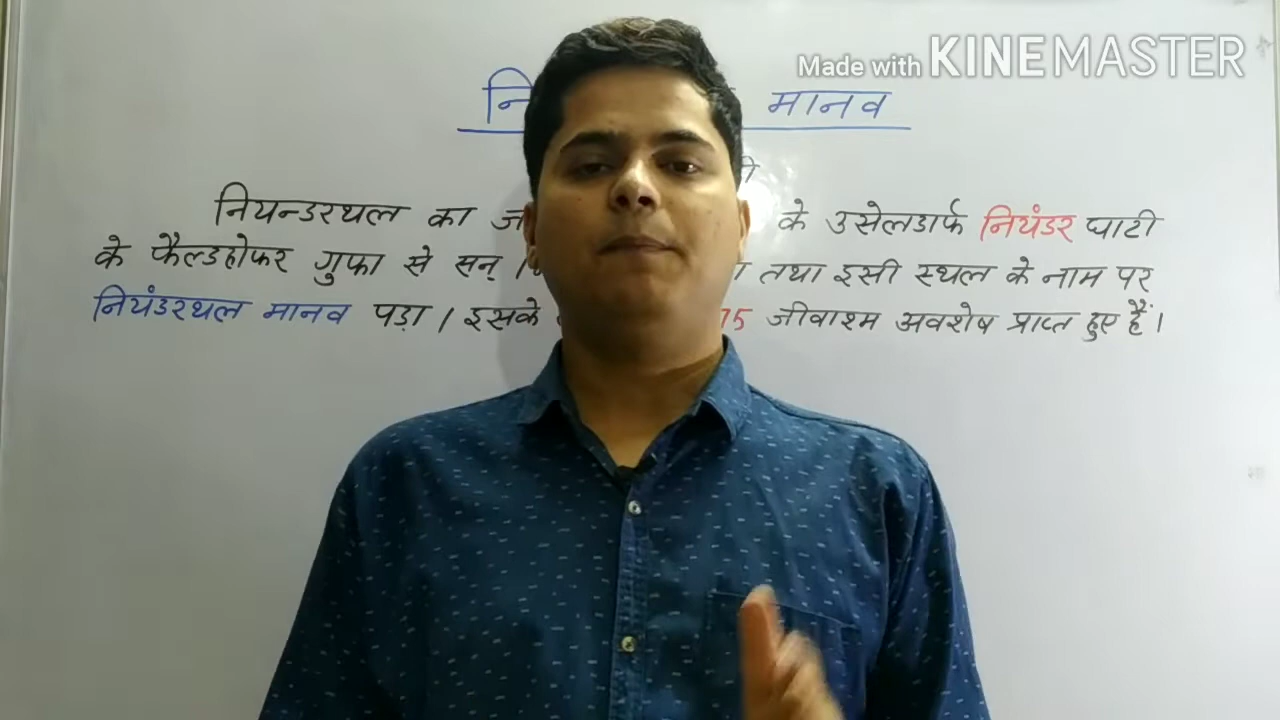 Made with KINEMASTER
मानव
नियन्डरथल का के उसेलडार्फ नियंडर घाटी
के फैल्डहोफर गुफा से सन् तथा इसी स्थल के नाम पर
नियंडरथल मानव पड़ा । इसके 75 जीवाश्म अवशेष प्राप्त हुए हैं ।